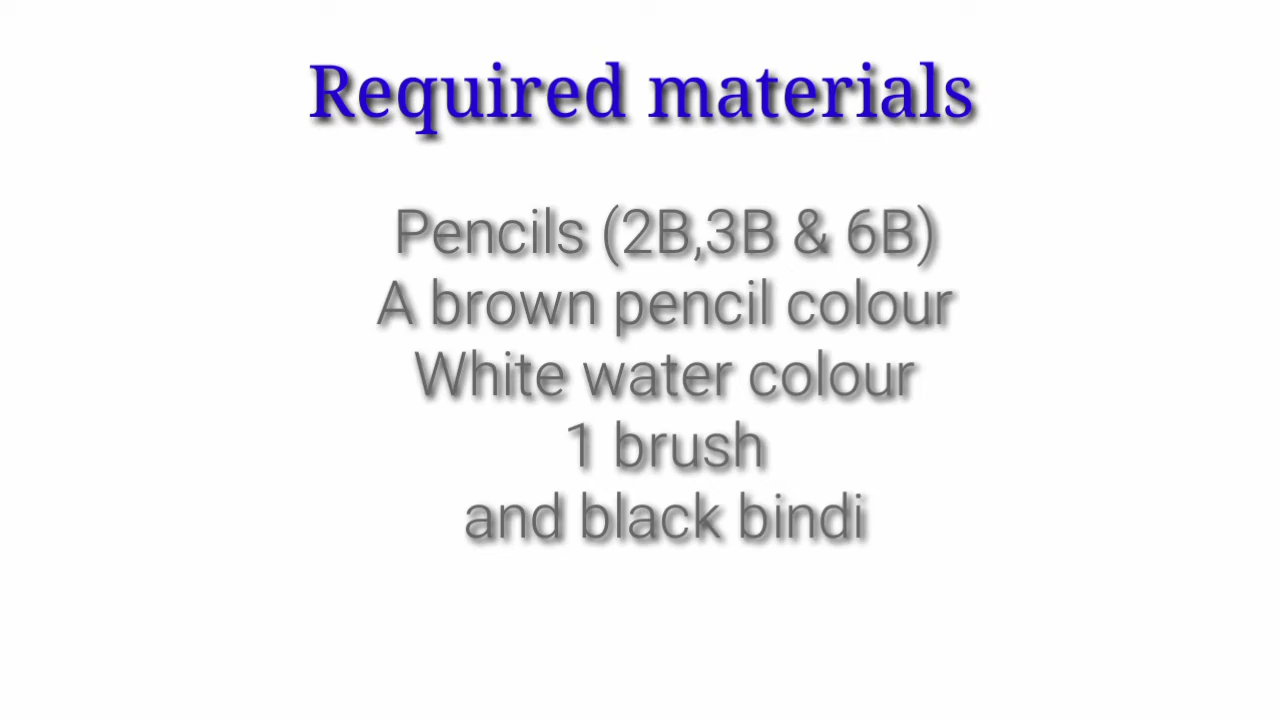 Required materials
Pencils (2B,3B & 6B)
A brown pencil colour
White water colour
1 brush
and black bindi